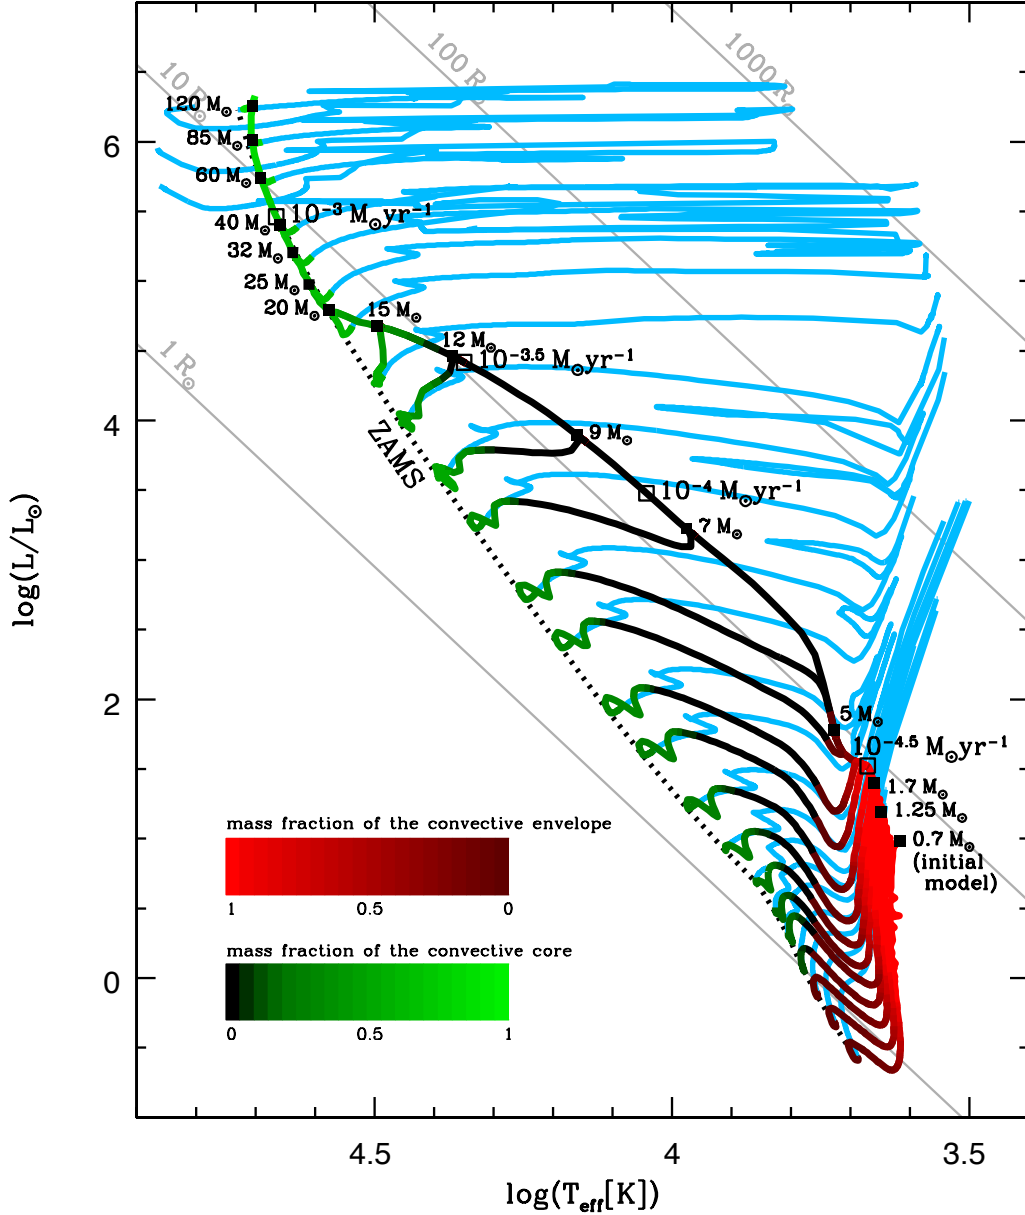 10 R⊙
100 R⊙
1000 R⊙
120 M⊙
6
85 M⊙
60 M⊙
10⁻³ M⊙yr⁻¹
40 M⊙
32 M⊙
25 M⊙
20 M⊙
15 M⊙
12 M⊙
10⁻³·⁵ M⊙yr⁻¹
1 R⊙
4
ZAMS
9 M⊙
10⁻⁴ M⊙yr⁻¹
7 M⊙
log(L/L⊙)
2
5 M⊙
10⁻⁴·⁵ M⊙yr⁻¹
1.7 M⊙
1.25 M⊙
0.7 M⊙
(initial
model)
mass fraction of the convective envelope
1 0.5 0
mass fraction of the convective core
0 0.5 1
0
4.5 4 3.5
log(Teff[K])